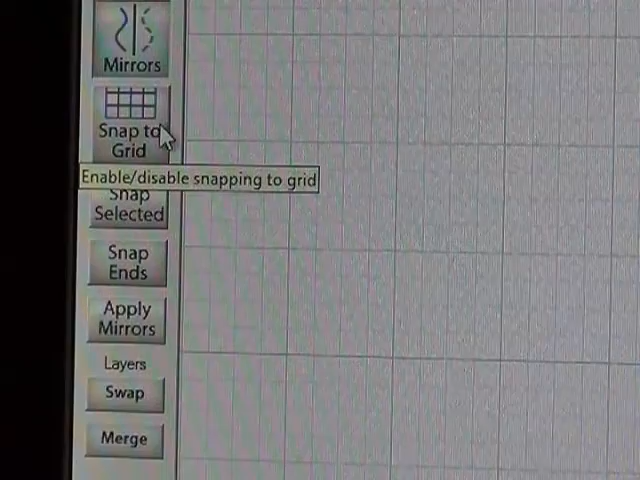 Mirrors
Snap to
Grid
Enable/disable snapping to grid
Snap
Selected
Snap
Ends
Apply
Mirrors
Layers
Swap
Merge